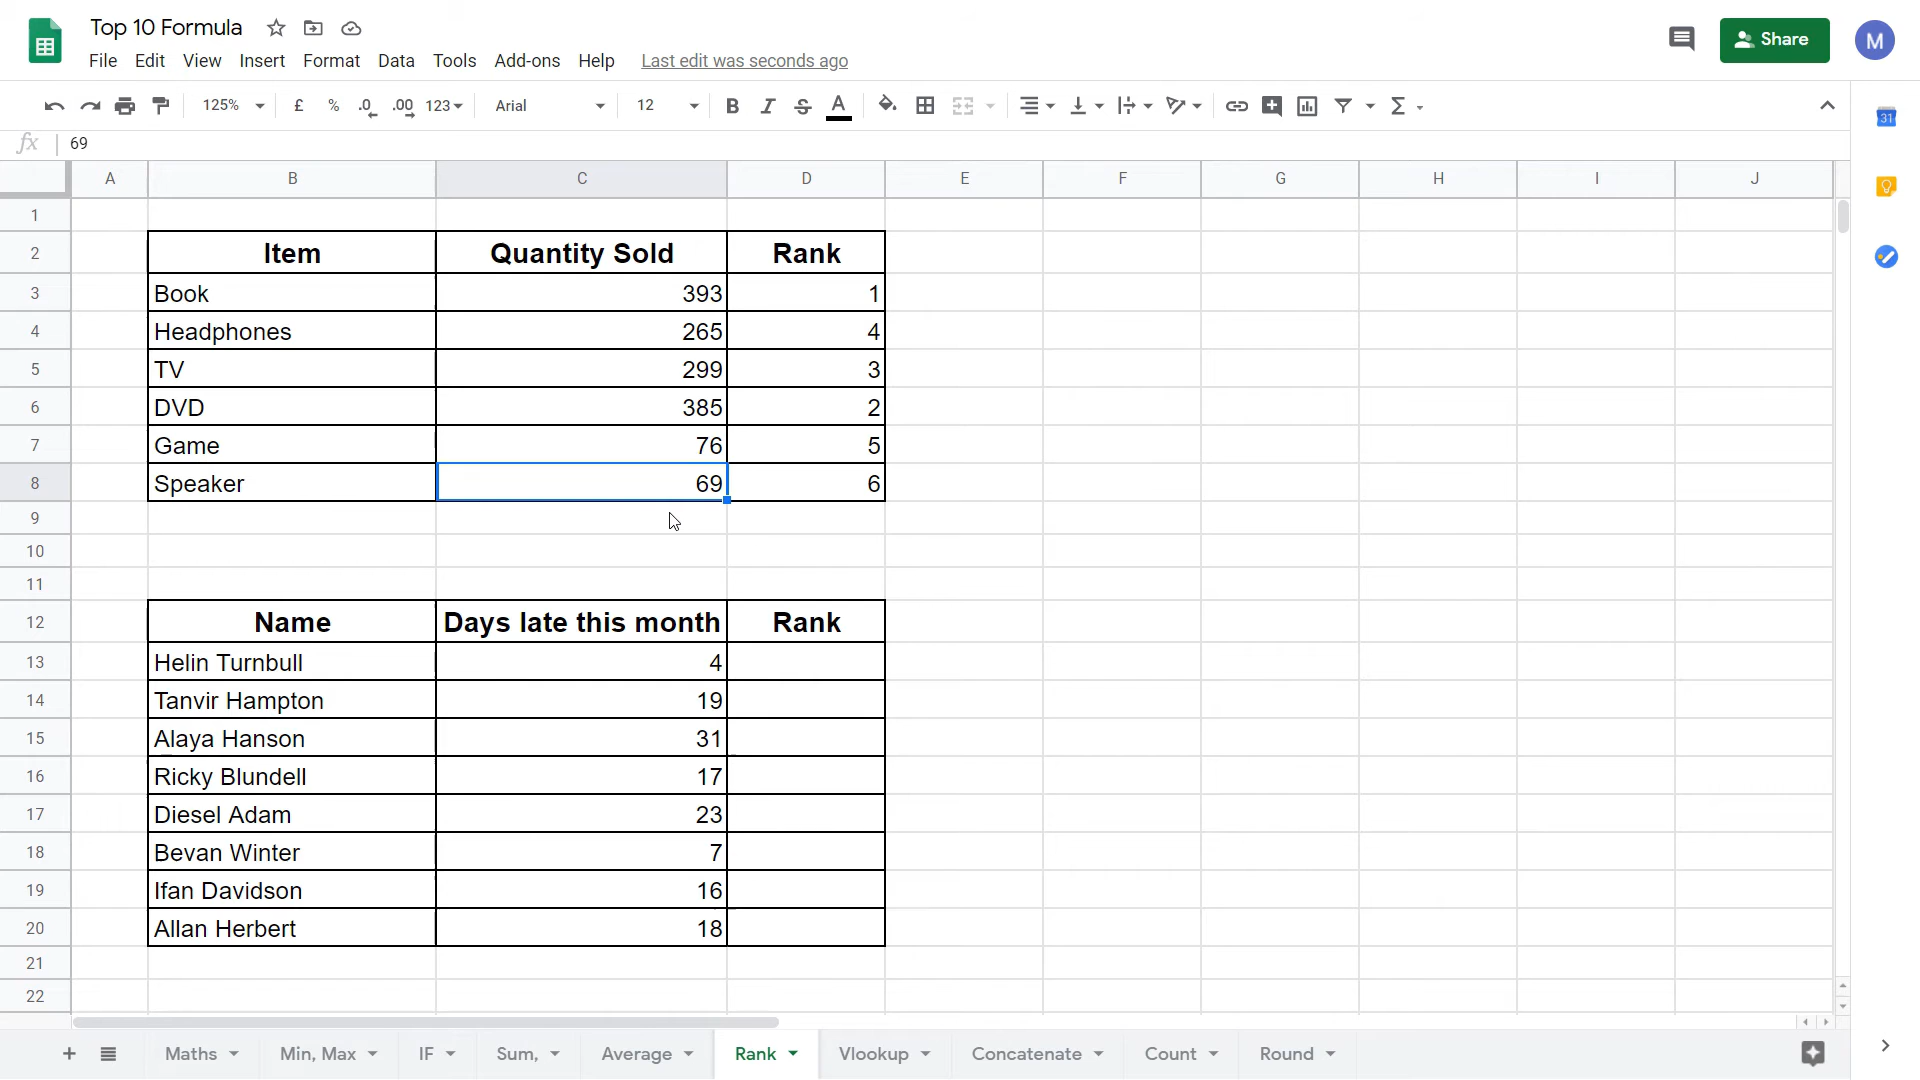 Top 10 Formula
File Edit View Insert Format Data Tools Add-ons Help Last edit was seconds ago
Share
M
125% £ % .0 .00 123 Arial 12 B I S A Σ
31
fx 69
A B C D E F G H I J
1
2 Item Quantity Sold Rank
3 Book 393 1
4 Headphones 265 4
5 TV 299 3
6 DVD 385 2
7 Game 76 5
8 Speaker 69 6
9
10
11
12 Name Days late this month Rank
13 Helin Turnbull 4
14 Tanvir Hampton 19
15 Alaya Hanson 31
16 Ricky Blundell 17
17 Diesel Adam 23
18 Bevan Winter 7
19 Ifan Davidson 16
20 Allan Herbert 18
21
22
Maths Min, Max IF Sum, Average Rank Vlookup Concatenate Count Round